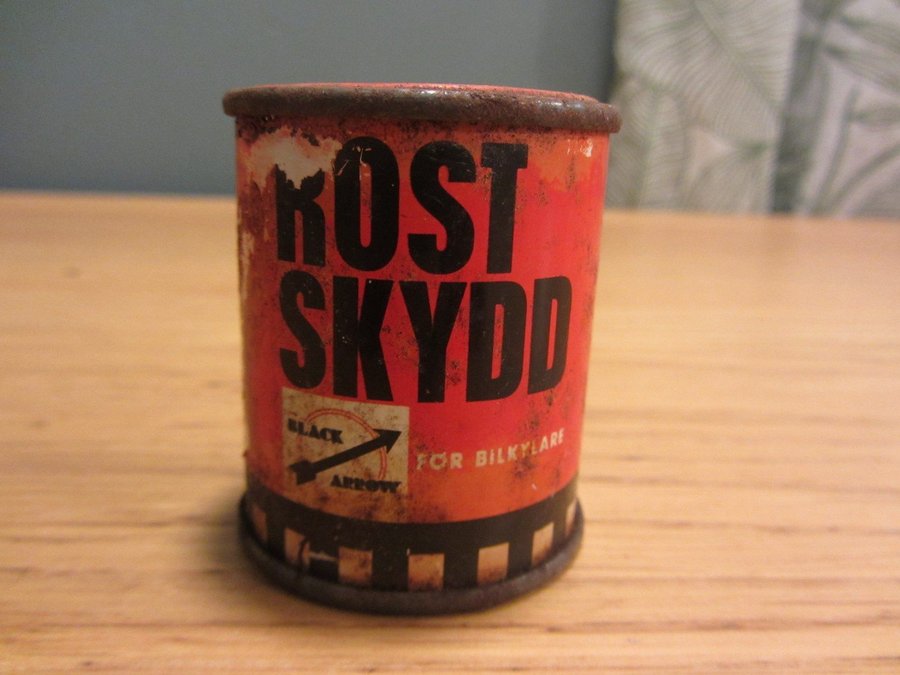 ROST
SKYDD
BLACK
ARROW
FÖR BILKYLARE